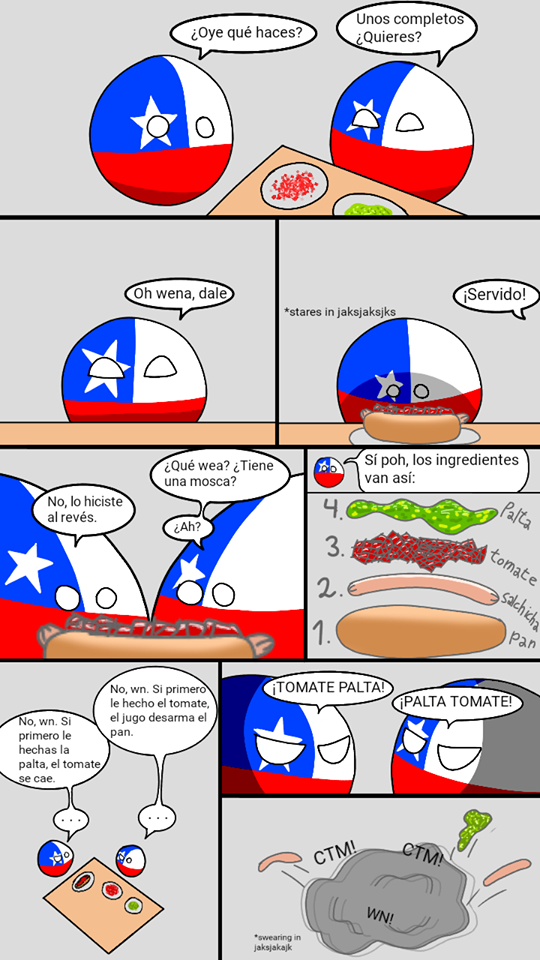 ¿Oye qué haces?
Unos completos
¿Quieres?
Oh wena, dale
*stares in jaksjaksjks
¡Servido!
No, lo hiciste
al revés.
¿Qué wea? ¿Tiene
una mosca?
¿Ah?
Sí poh, los ingredientes
van así:
4. Palta
3. tomate
2. salchicha
1. pan
No, wn. Si
primero le
hechas la
palta, el tomate
se cae.
No, wn. Si primero
le hecho el tomate,
el jugo desarma el
pan.
...
...
¡TOMATE PALTA!
¡PALTA TOMATE!
CTM!
CTM!
WN!
*swearing in
jaksjakajk